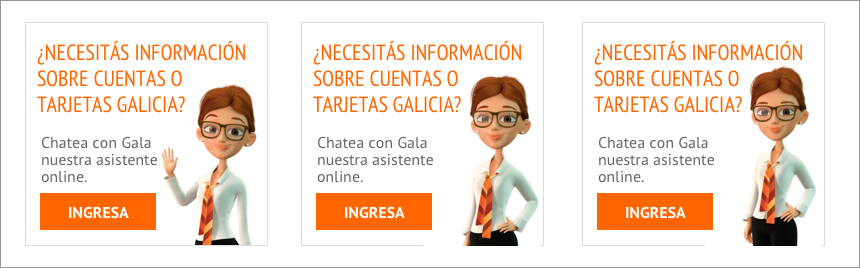 ¿NECESITÁS INFORMACIÓN
SOBRE CUENTAS O
TARJETAS GALICIA?
Chatea con Gala
nuestra asistente
online.
INGRESA
¿NECESITÁS INFORMACIÓN
SOBRE CUENTAS O
TARJETAS GALICIA?
Chatea con Gala
nuestra asistente
online.
INGRESA
¿NECESITÁS INFORMACIÓN
SOBRE CUENTAS O
TARJETAS GALICIA?
Chatea con Gala
nuestra asistente
online.
INGRESA